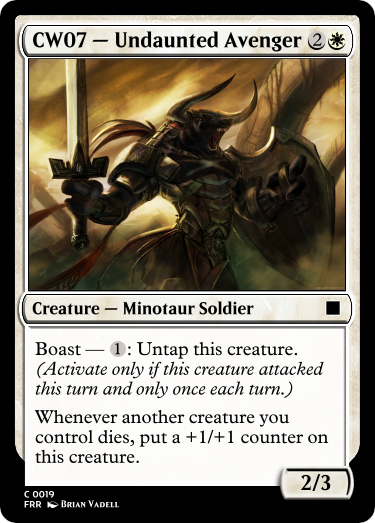 CW07 — Undaunted Avenger 2
Creature — Minotaur Soldier
Boast — 1: Untap this creature.
(Activate only if this creature attacked
this turn and only once each turn.)
Whenever another creature you
control dies, put a +1/+1 counter on
this creature.
2/3
C 0019
FRR Brian Vadell